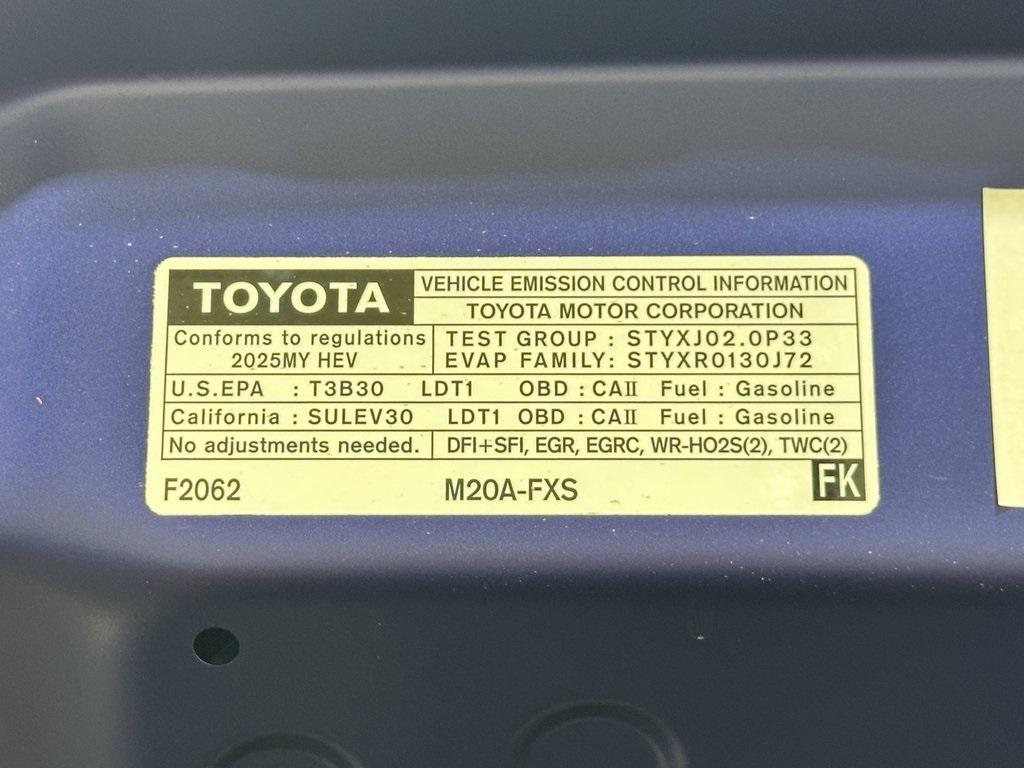 TOYOTA
VEHICLE EMISSION CONTROL INFORMATION
TOYOTA MOTOR CORPORATION
Conforms to regulations
2025MY HEV
TEST GROUP : STYXJ02.0P33
EVAP FAMILY: STYXR0130J72
U.S.EPA : T3B30 LDT1 OBD : CAII Fuel : Gasoline
California : SULEV30 LDT1 OBD : CAII Fuel : Gasoline
No adjustments needed.
DFI+SFI, EGR, EGRC, WR-HO2S(2), TWC(2)
F2062 M20A-FXS FK